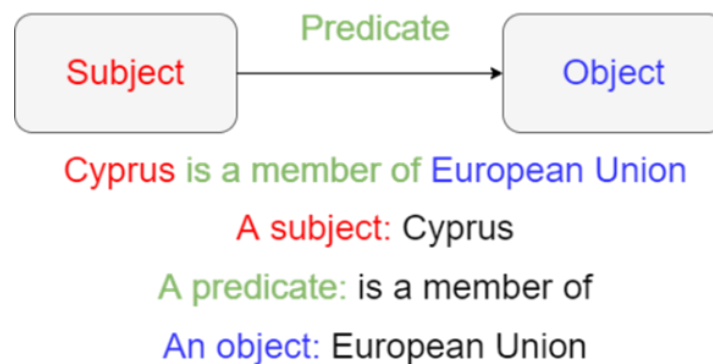 Predicate
Subject
Object
Cyprus is a member of European Union
A subject: Cyprus
A predicate: is a member of
An object: European Union